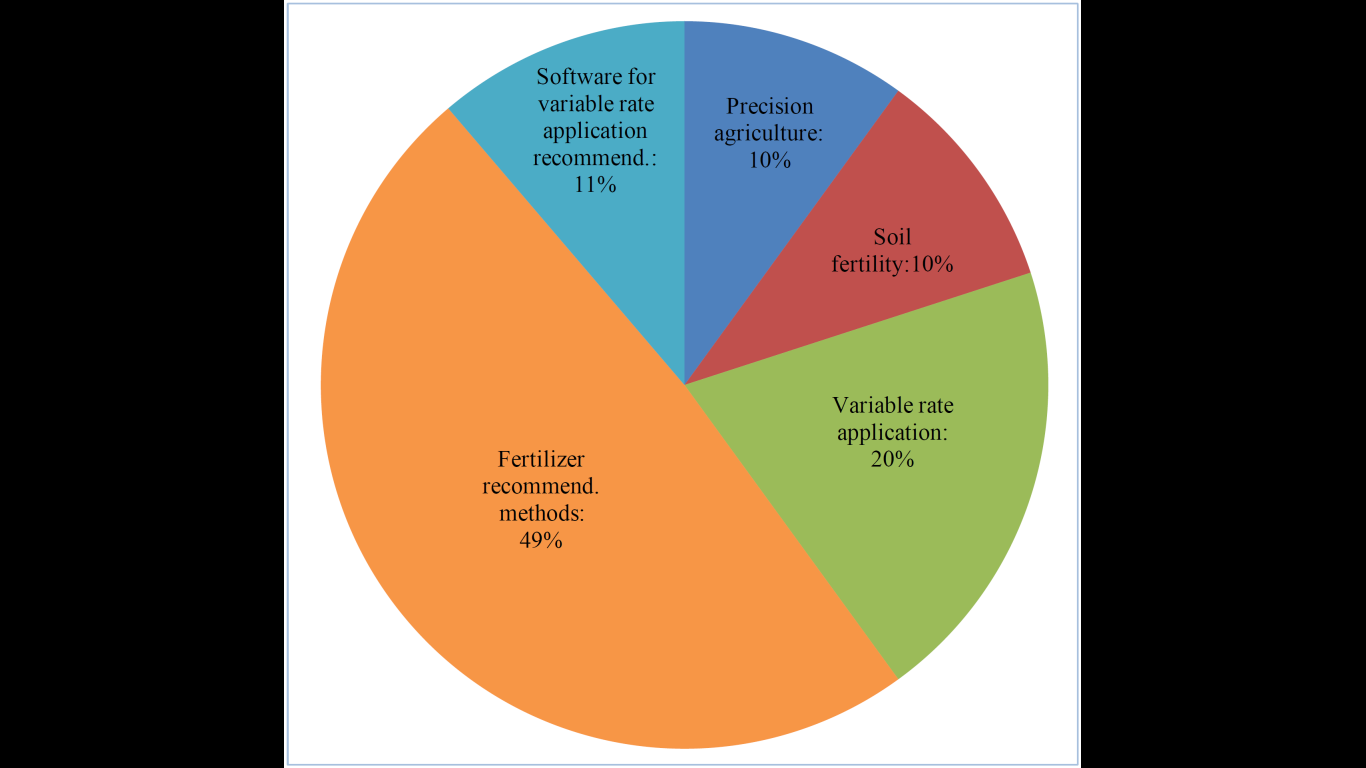 Software for
variable rate
application
recommend.:
11%
Precision
agriculture:
10%
Soil
fertility:10%
Variable rate
application:
20%
Fertilizer
recommend.
methods:
49%